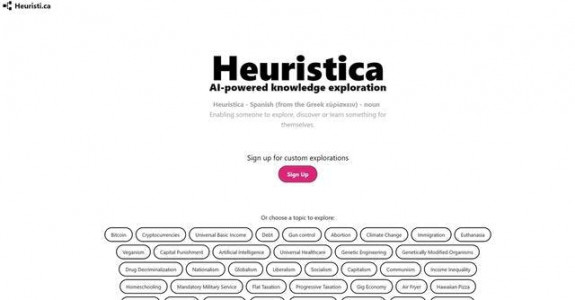 Heuristi.ca
Heuristica
AI-powered knowledge exploration
Heuristica - Spanish (from the Greek εὑρίσκειν) - noun
Enabling someone to explore, discover or learn something for
themselves.
Sign up for custom explorations
Sign Up
Or choose a topic to explore:
Bitcoin Cryptocurrencies Universal Basic Income Debt Gun control Abortion Climate Change Immigration Euthanasia
Veganism Capital Punishment Artificial Intelligence Universal Healthcare Genetic Engineering Genetically Modified Organisms
Drug Decriminalization Nationalism Globalism Liberalism Socialism Capitalism Communism Income Inequality
Homeschooling Mandatory Military Service Flat Taxation Progressive Taxation Gig Economy Air Fryer Hawaiian Pizza